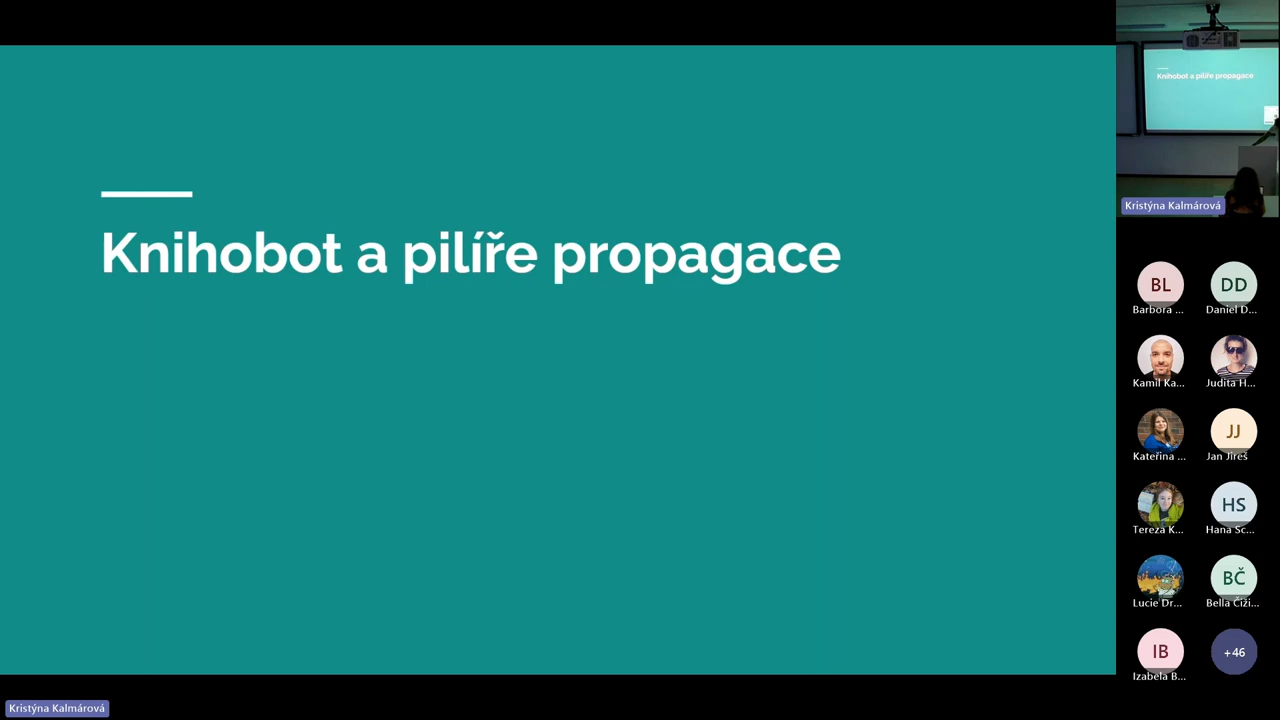 Knihobot a pilíře propagace
Kristýna Kalmárová
Knihobot a pilíře propagace
Kristýna Kalmárová
BL
Barbora ...
DD
Daniel D...
Kamil Ka...
Judita H...
Kateřina ...
JJ
Jan Jíreš
Tereza K...
HS
Hana Sc...
Lucie Dr...
BČ
Bella Čiži...
IB
Izabela B...
+46